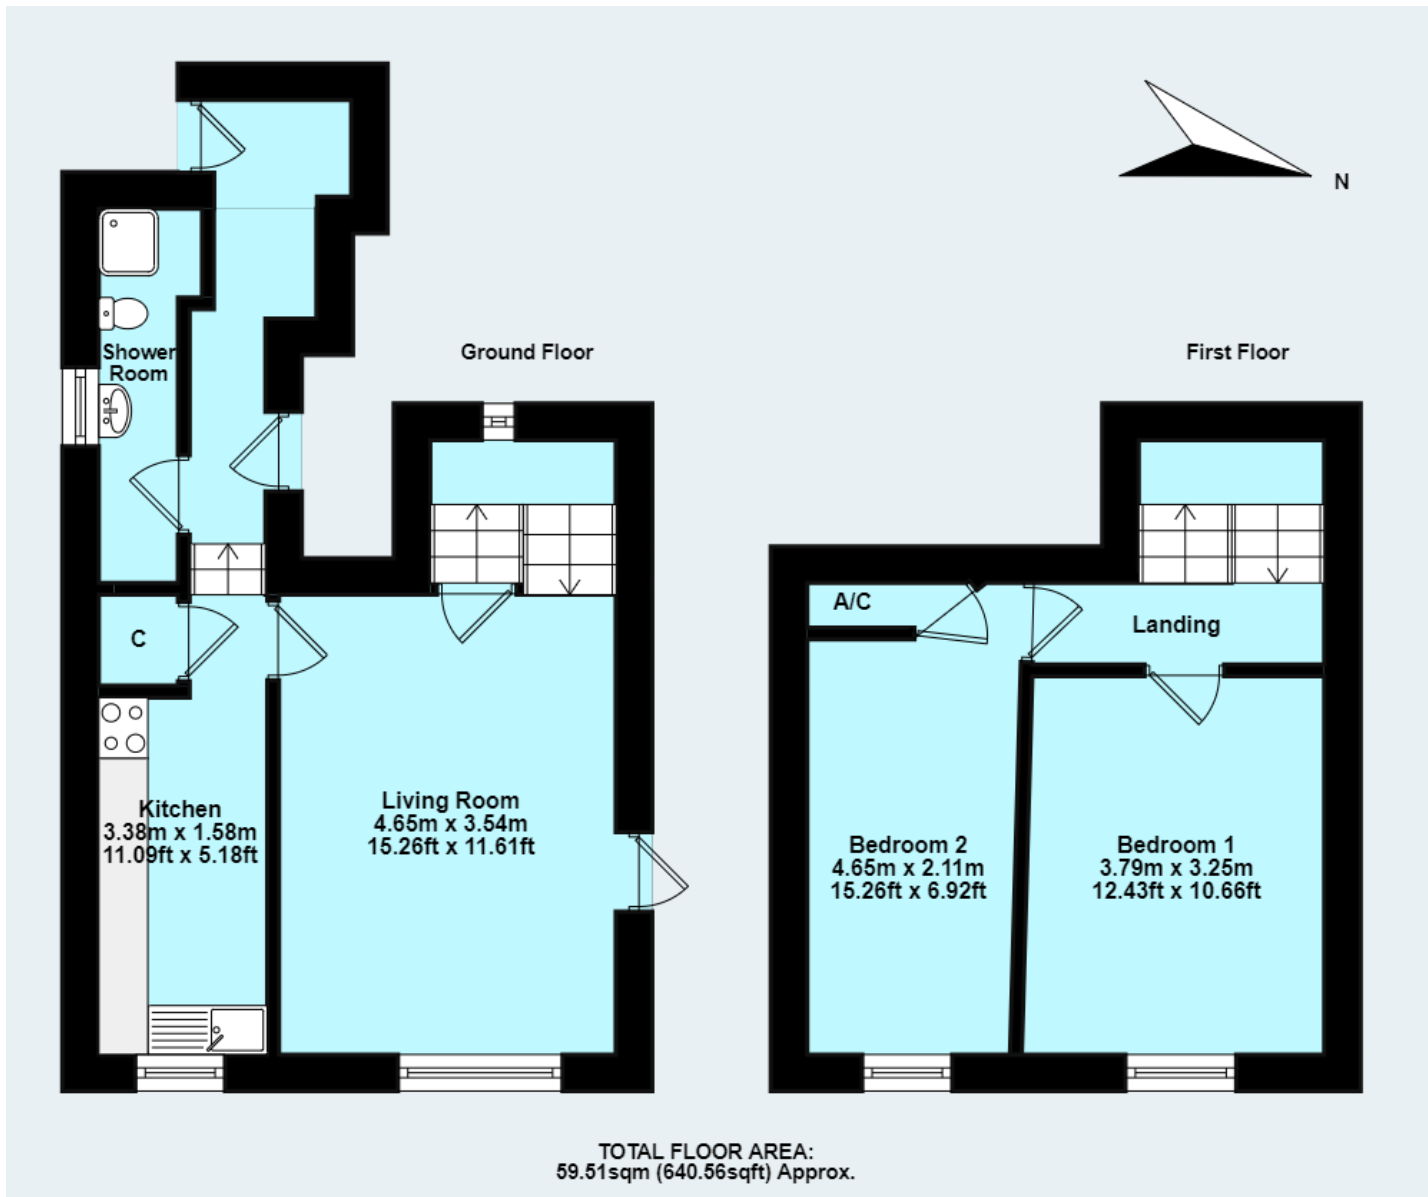 N
Ground Floor
First Floor
Shower
Room
A/C
Landing
C
Kitchen
3.38m x 1.58m
11.09ft x 5.18ft
Living Room
4.65m x 3.54m
15.26ft x 11.61ft
Bedroom 2
4.65m x 2.11m
15.26ft x 6.92ft
Bedroom 1
3.79m x 3.25m
12.43ft x 10.66ft
TOTAL FLOOR AREA:
59.51sqm (640.56sqft) Approx.